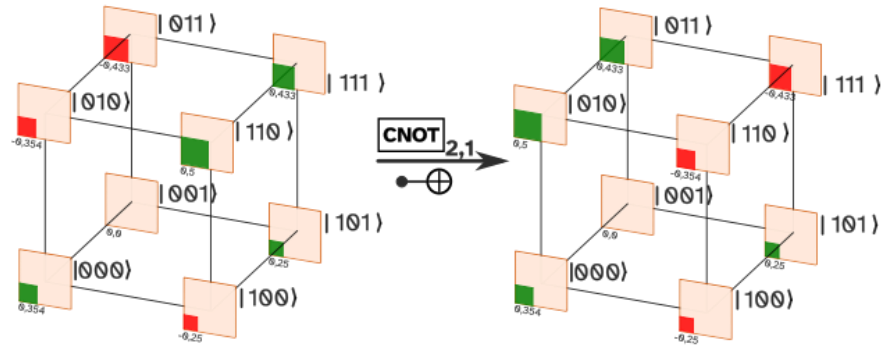 | 011 ⟩
-0,433
| 111 ⟩
0,433
| 010 ⟩
-0,354
| 110 ⟩
0,5
| 001 ⟩
0,0
| 101 ⟩
0,25
|000⟩
0,354
| 100 ⟩
-0,25
CNOT 2,1
| 011 ⟩
0,433
| 111 ⟩
-0,433
| 010 ⟩
0,5
| 110 ⟩
-0,354
| 001 ⟩
0,0
| 101 ⟩
0,25
|000⟩
0,354
| 100 ⟩
-0,25